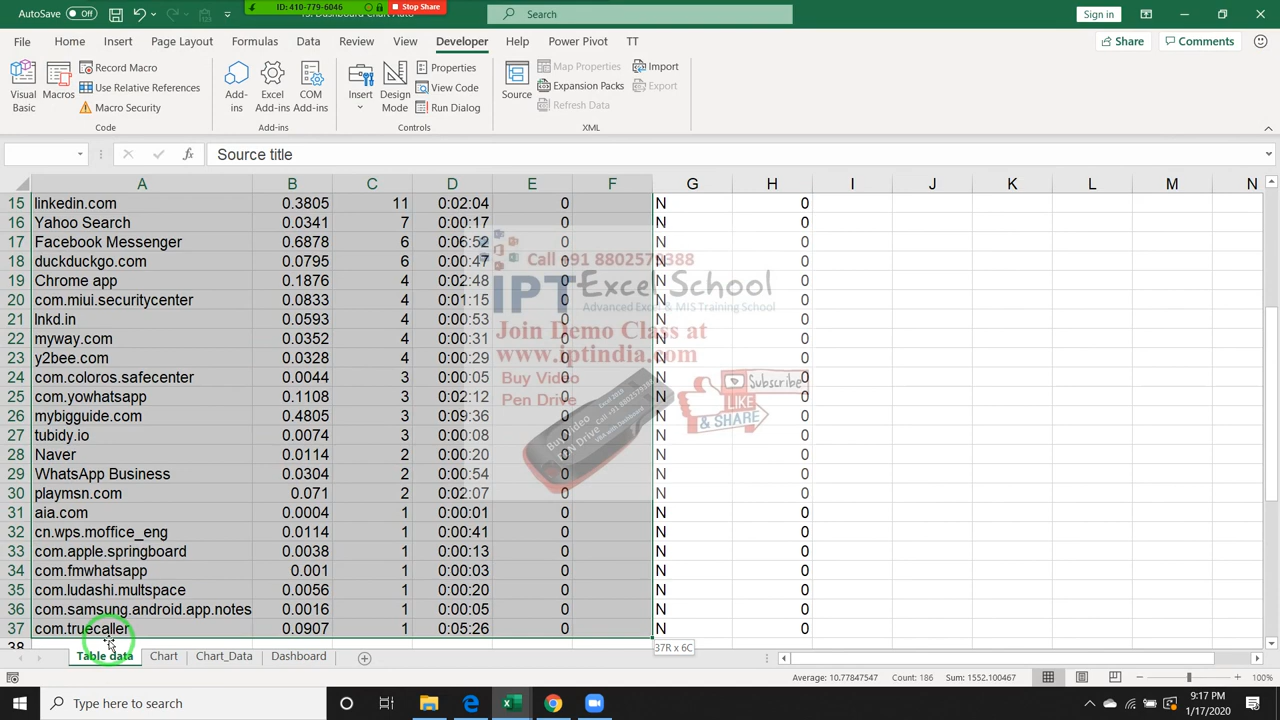 AutoSave Off
ID: 410-779-6046 Stop Share
Search
Sign in
File Home Insert Page Layout Formulas Data Review View Developer Help Power Pivot TT
Share Comments
Visual Basic
Macros
Record Macro
Use Relative References
Macro Security
Code
Add-ins
Excel Add-ins
COM Add-ins
Add-ins
Insert
Design Mode
Properties
View Code
Run Dialog
Controls
Source
Map Properties
Expansion Packs
Refresh Data
Import
Export
XML
Source title
A B C D E F G H I J K L M N
15 linkedin.com 0.3805 11 0:02:04 0 N 0
16 Yahoo Search 0.0341 7 0:00:17 0 N 0
17 Facebook Messenger 0.6878 6 0:06:52 0 N 0
18 duckduckgo.com 0.0795 6 0:00:47 0 N 0
19 Chrome app 0.1876 4 0:02:48 0 N 0
20 com.miui.securitycenter 0.0833 4 0:01:15 0 N 0
21 lnkd.in 0.0593 4 0:00:53 0 N 0
22 myway.com 0.0352 4 0:00:31 0 N 0
23 y2bee.com 0.0328 4 0:00:29 0 N 0
24 com.coloros.safecenter 0.0044 3 0:00:05 0 N 0
25 com.yowhatsapp 0.1108 3 0:02:12 0 N 0
26 mybigguide.com 0.4805 3 0:09:36 0 N 0
27 tubidy.io 0.0074 3 0:00:08 0 N 0
28 Naver 0.0114 2 0:00:20 0 N 0
29 WhatsApp Business 0.0304 2 0:00:54 0 N 0
30 playmsn.com 0.071 2 0:02:07 0 N 0
31 aia.com 0.0004 1 0:00:01 0 N 0
32 cn.wps.moffice_eng 0.0114 1 0:00:41 0 N 0
33 com.apple.springboard 0.0038 1 0:00:13 0 N 0
34 com.fmwhatsapp 0.001 1 0:00:03 0 N 0
35 com.ludashi.multspace 0.0056 1 0:00:20 0 N 0
36 com.samsung.android.app.notes 0.0016 1 0:00:05 0 N 0
37 com.truecaller 0.0907 1 0:05:26 0 N 0
38
Call +91 8802579388
IPT Excel School
Advanced Excel & MIS Training School
Join Demo Class at
www.iptindia.com
Buy Video
Pen Drive
Subscribe
LIKE
& SHARE
37R x 6C
Table data Chart Chart_Data Dashboard
Average: 10.77847547 Count: 186 Sum: 1552.100467 100%
Type here to search
9:17 PM
1/17/2020